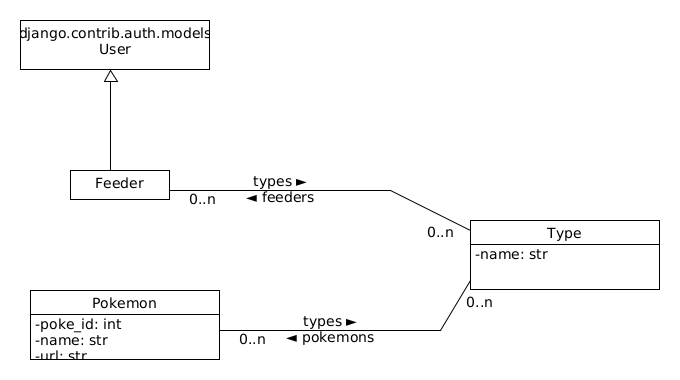 django.contrib.auth.models
User
Feeder
types ►
0..n
◄ feeders
0..n
Type
-name: str
Pokemon
-poke_id: int
-name: str
-url: str
types ►
0..n
◄ pokemons
0..n